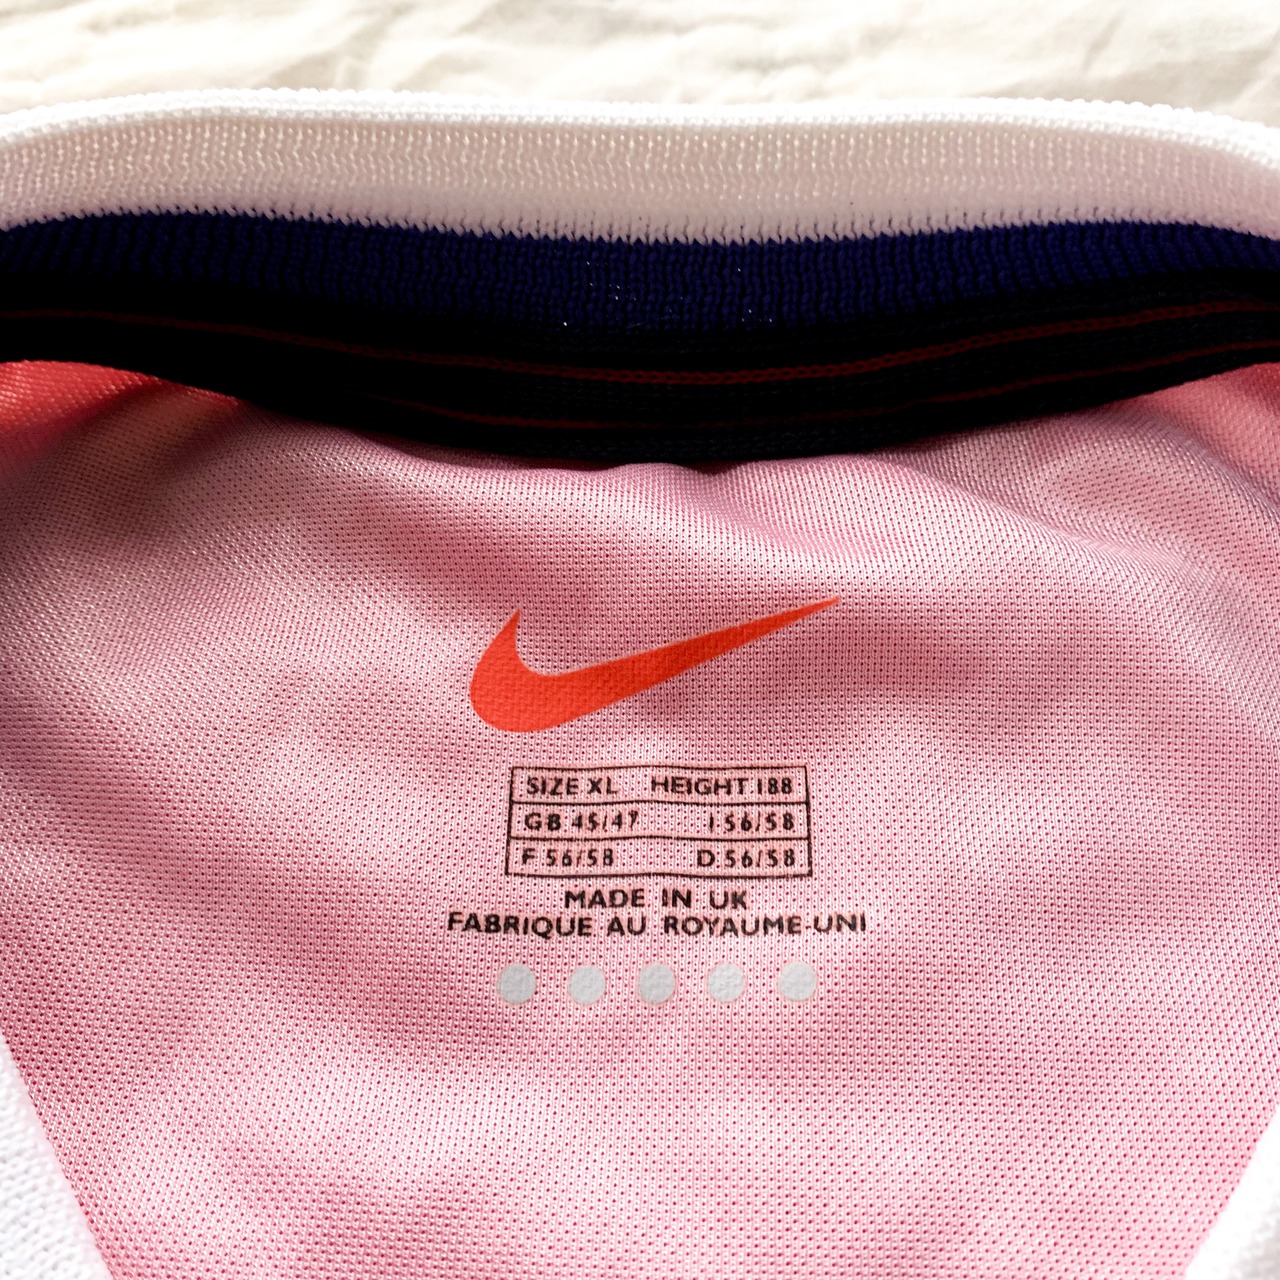 SIZE XL HEIGHT 188
GB 45/47 I 56/58
F 56/58 D 56/58
MADE IN UK
FABRIQUE AU ROYAUME-UNI